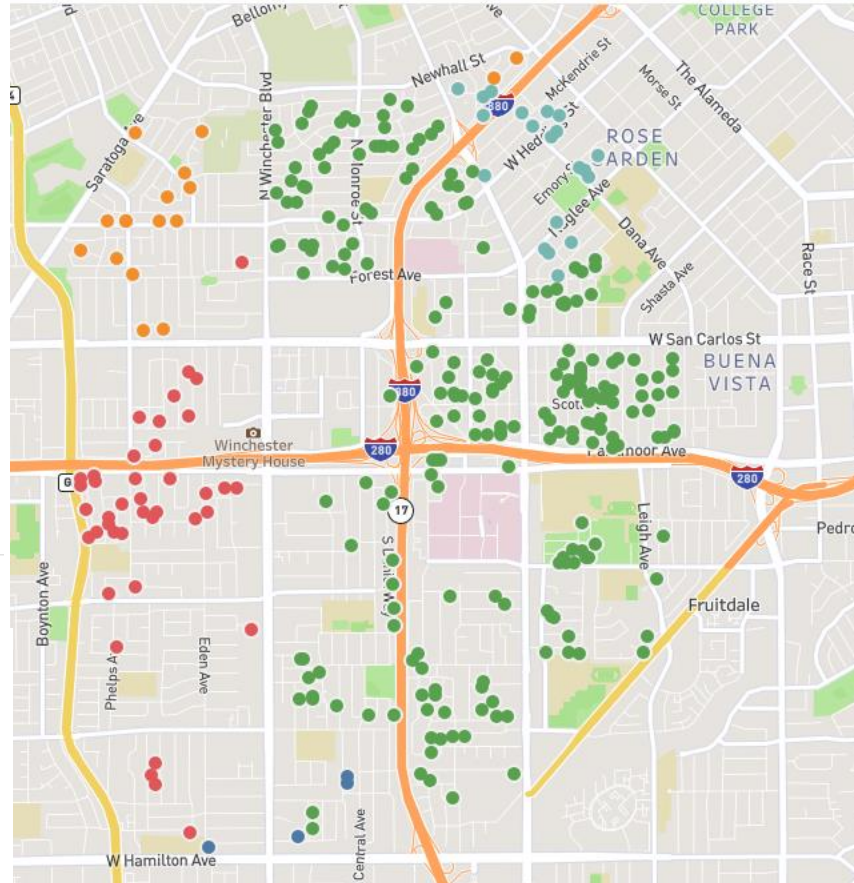 COLLEGE
PARK
Newhall St
McKendrie St
Morse St
The Alameda
880
Saratoga Ave
N Winchester Blvd
N Monroe St
W Hedding St
ROSE
GARDEN
Emory St
Naglee Ave
Dana Ave
Shasta Ave
Race St
Forest Ave
W San Carlos St
BUENA
VISTA
880
Winchester
Mystery House
280
Parkmoor Ave
280
G
17
Leigh Ave
Pedro
Boynton Ave
Fruitdale
Eden Ave
Phelps A
Central Ave
W Hamilton Ave